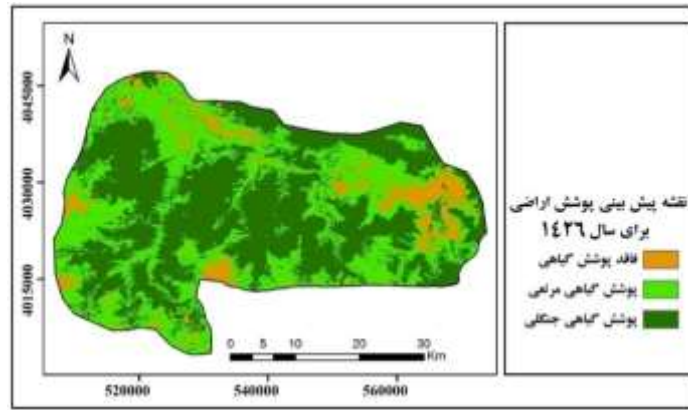 N
4045000
4030000
4015000
520000
540000
560000
0 5 10 20 30
Km
نقشه پیش بینی پوشش اراضی
برای سال ١٤٢٦
فاقد پوشش گیاهی
پوشش گیاهی مرتعی
پوشش گیاهی جنگلی